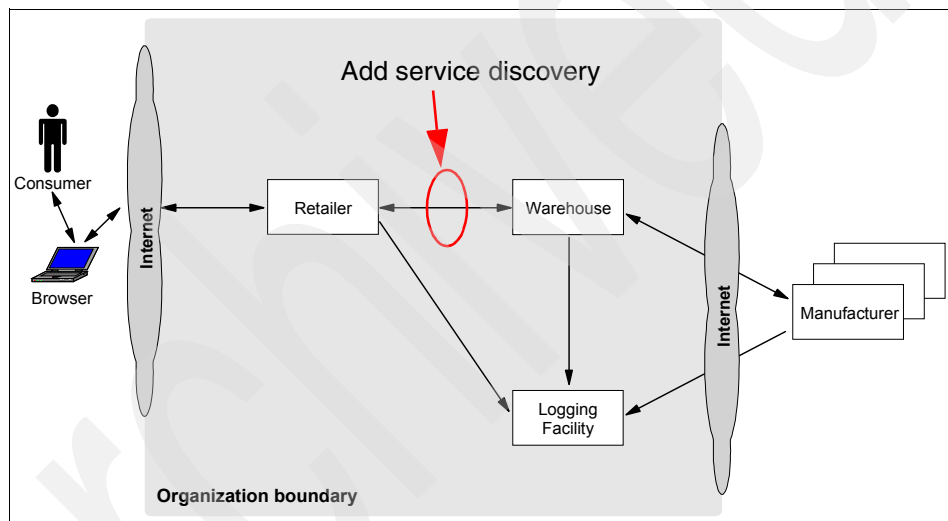 Add service discovery
Consumer
Browser
Internet
Retailer
Warehouse
Internet
Manufacturer
Logging
Facility
Organization boundary